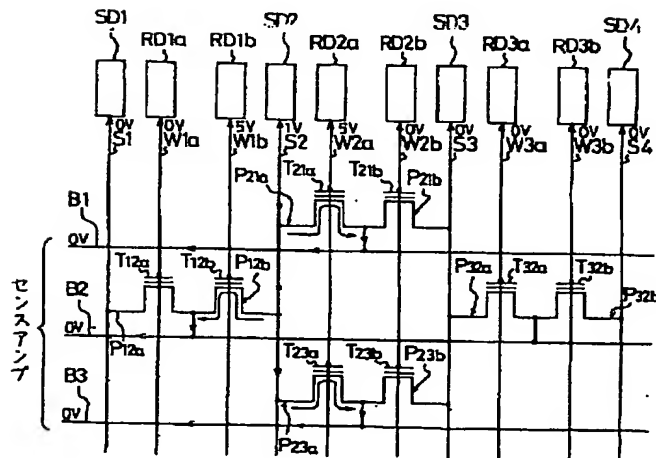 SD1 RD1a RD1b SD2 RD2a RD2b SD3 RD3a RD3b SD4
0V 0V 5V 1V 5V 0V 0V 0V 0V 0V
S1 W1a W1b S2 W2a W2b S3 W3a W3b S4
P21a T21a T21b P21b
B1
0V
T12a T12b P12b P32a T32a T32b
B2
0V
P12a P32b
T23a T23b P23b
B3
0V
P23a
センスアンプ